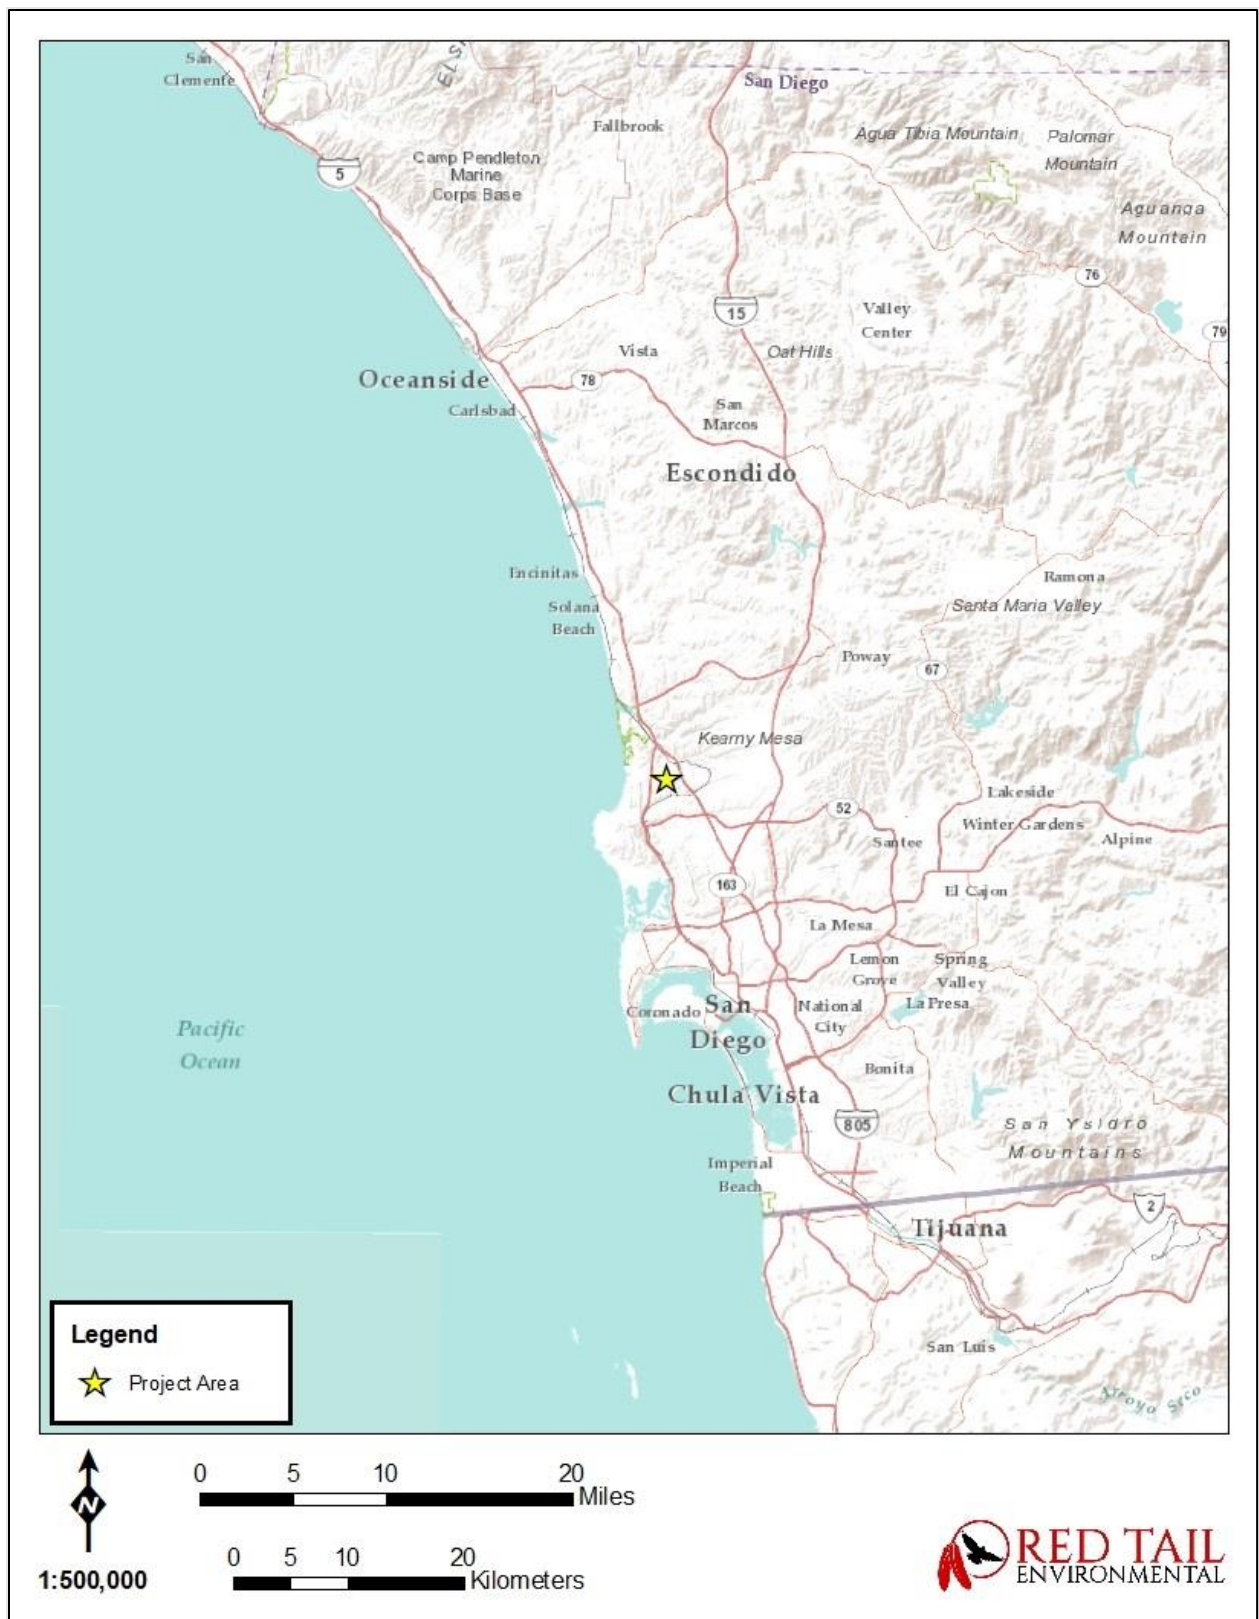 San
Clemente
EL S
San Diego
Fallbrook
Agua Tibia Mountain
Palomar
Mountain
Camp Pendleton
Marine
Corps Base
5
Aguanga
Mountain
76
15
Valley
Center
79
Vista
Oat Hills
Oceanside
78
Carlsbad
San
Marcos
Escondido
Encinitas
Ramona
Solana
Beach
Santa Maria Valley
Poway
67
Kearny Mesa
Lakeside
52
Winter Gardens
Santee
Alpine
163
El Cajon
La Mesa
Lemon
Grove
Spring
Valley
Coronado
San
Diego
National
City
La Presa
Pacific
Ocean
Bonita
Chula Vista
805
San Ysidro
Mountains
Imperial
Beach
2
Tijuana
San Luis
Arroyo Seco
Legend
Project Area
0 5 10 20
Miles
N
0 5 10 20
Kilometers
1:500,000
RED TAIL
ENVIRONMENTAL